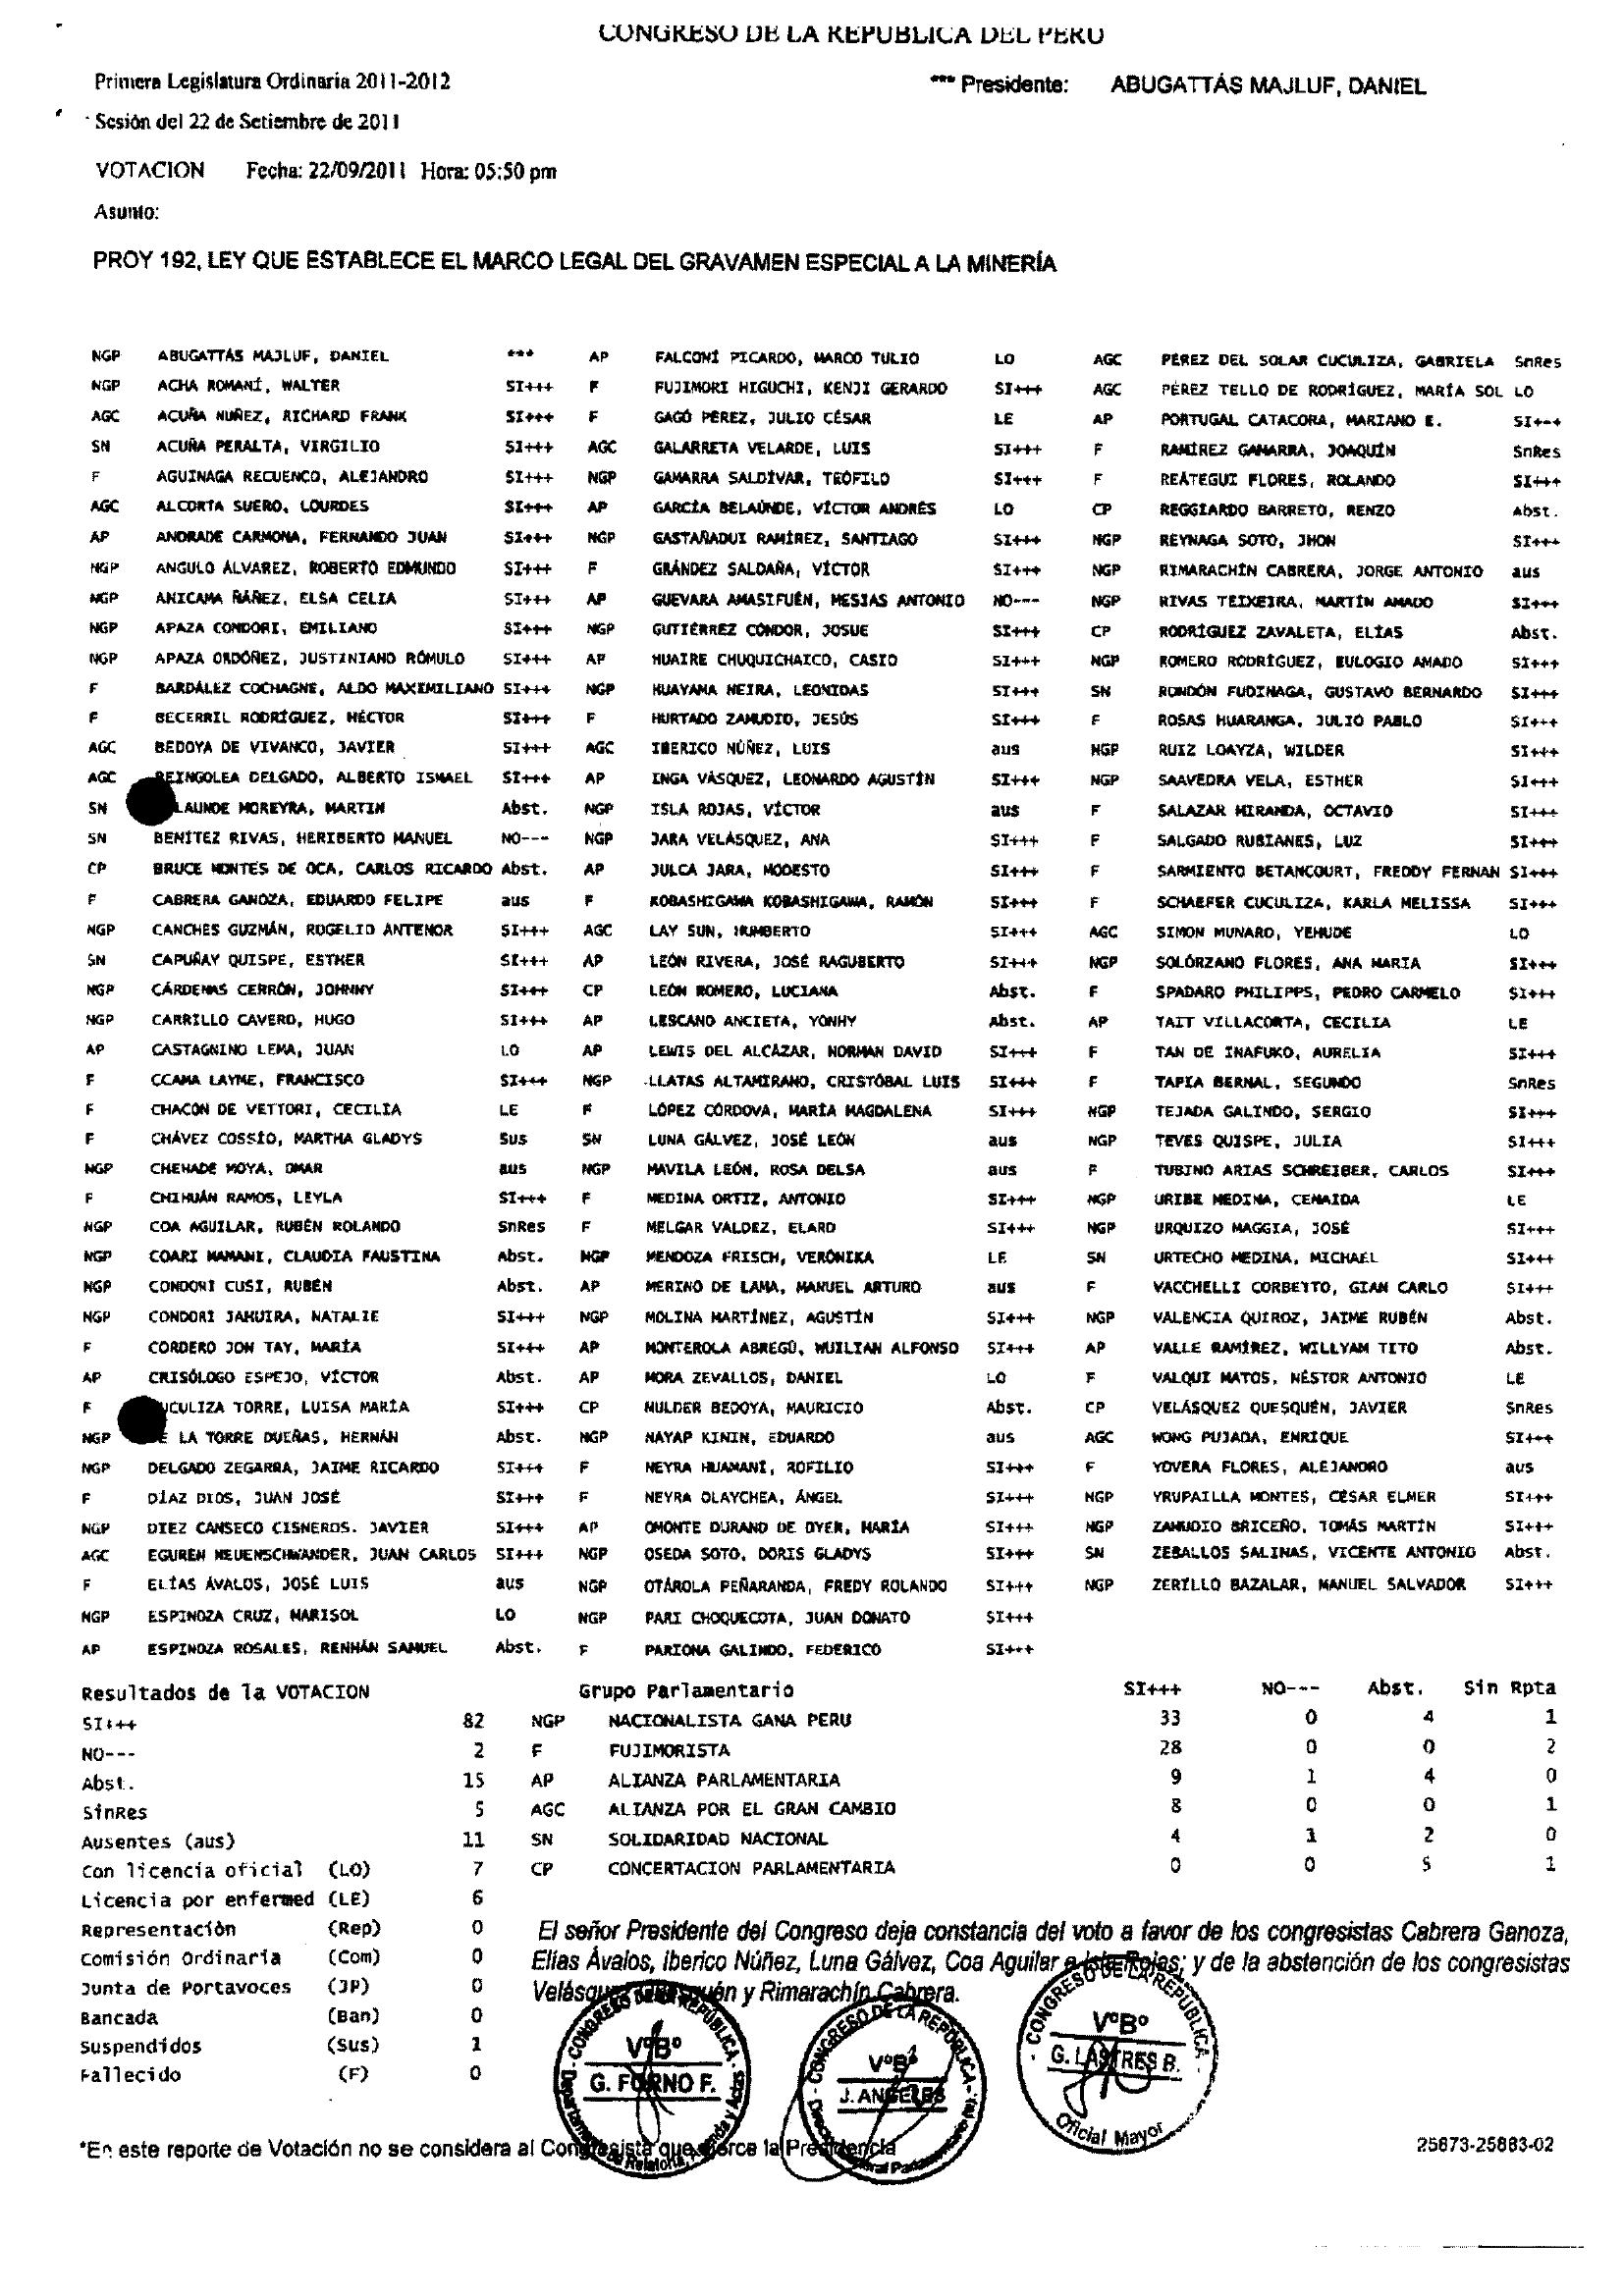 CONGRESO DE LA REPUBLICA DEL PERU
Primera Legislatura Ordinaria 2011-2012 *** Presidente: ABUGATTÁS MAJLUF, DANIEL
Sesión del 22 de Setiembre de 2011
VOTACION Fecha: 22/09/2011 Hora: 05:50 pm
Asunto:
PROY 192, LEY QUE ESTABLECE EL MARCO LEGAL DEL GRAVAMEN ESPECIAL A LA MINERÍA
NGP ABUGATTÁS MAJLUF, DANIEL *** AP FALCONÍ PICARDO, MARCO TULIO LO AGC PÉREZ DEL SOLAR CUCULIZA, GABRIELA SnRes
NGP ACHA ROMANÍ, WALTER SI+++ F FUJIMORI HIGUCHI, KENJI GERARDO SI+++ AGC PÉREZ TELLO DE RODRÍGUEZ, MARÍA SOL LO
AGC ACUÑA NUÑEZ, RICHARD FRANK SI+++ F GAGÓ PÉREZ, JULIO CÉSAR LE AP PORTUGAL CATACORA, MARIANO E. SI+++
SN ACUÑA PERALTA, VIRGILIO SI+++ AGC GALARRETA VELARDE, LUIS SI+++ F RAMÍREZ GAMARRA, JOAQUÍN SnRes
F AGUINAGA RECUENCO, ALEJANDRO SI+++ NGP GAMARRA SALDÍVAR, TEÓFILO SI+++ F REÁTEGUI FLORES, ROLANDO SI+++
AGC ALCORTA SUERO, LOURDES SI+++ AP GARCÍA BELAÚNDE, VÍCTOR ANDRÉS LO CP REGGIARDO BARRETO, RENZO Abst.
AP ANDRADE CARMONA, FERNANDO JUAN SI+++ NGP GASTAÑADUI RAMÍREZ, SANTIAGO SI+++ NGP REYNAGA SOTO, JHON SI+++
NGP ANGULO ÁLVAREZ, ROBERTO EDMUNDO SI+++ F GRÁNDEZ SALDAÑA, VÍCTOR SI+++ NGP RIMARACHÍN CABRERA, JORGE ANTONIO aus
NGP ANICAMA ÑÁÑEZ, ELSA CELIA SI+++ AP GUEVARA AMASIFUÉN, MESIAS ANTONIO NO--- NGP RIVAS TEIXEIRA, MARTÍN AMADO SI+++
NGP APAZA CONDORI, EMILIANO SI+++ NGP GUTIÉRREZ CÓNDOR, JOSUE SI+++ CP RODRÍGUEZ ZAVALETA, ELÍAS Abst.
NGP APAZA ORDÓÑEZ, JUSTINIANO RÓMULO SI+++ AP HUAIRE CHUQUICHAICO, CASIO SI+++ NGP ROMERO RODRÍGUEZ, EULOGIO AMADO SI+++
F BARDÁLEZ COCHAGNE, ALDO MAXIMILIANO SI+++ NGP HUAYAMA NEIRA, LEONIDAS SI+++ SN RONDÓN FUDINAGA, GUSTAVO BERNARDO SI+++
F BECERRIL RODRÍGUEZ, HÉCTOR SI+++ F HURTADO ZAMUDIO, JESÚS SI+++ F ROSAS HUARANGA, JULIO PABLO SI+++
AGC BEDOYA DE VIVANCO, JAVIER SI+++ AGC IBERICO NÚÑEZ, LUIS aus NGP RUIZ LOAYZA, WILDER SI+++
AGC BEINGOLEA DELGADO, ALBERTO ISMAEL SI+++ AP INGA VÁSQUEZ, LEONARDO AGUSTÍN SI+++ NGP SAAVEDRA VELA, ESTHER SI+++
SN LAUNDE MOREYRA, MARTIN Abst. NGP ISLA ROJAS, VÍCTOR aus F SALAZAR MIRANDA, OCTAVIO SI+++
SN BENÍTEZ RIVAS, HERIBERTO MANUEL NO--- NGP JARA VELÁSQUEZ, ANA SI+++ F SALGADO RUBIANES, LUZ SI+++
CP BRUCE MONTES DE OCA, CARLOS RICARDO Abst. AP JULCA JARA, MODESTO SI+++ F SARMIENTO BETANCOURT, FREDDY FERNAN SI+++
F CABRERA GANOZA, EDUARDO FELIPE aus F KOBASHIGAWA KOBASHIGAWA, RAMÓN SI+++ F SCHAEFER CUCULIZA, KARLA MELISSA SI+++
NGP CANCHES GUZMÁN, ROGELIO ANTENOR SI+++ AGC LAY SUN, HUMBERTO SI+++ AGC SIMON MUNARO, YEHUDE LO
SN CAPUÑAY QUISPE, ESTHER SI+++ AP LEÓN RIVERA, JOSÉ RAGUBERTO SI+++ NGP SOLÓRZANO FLORES, ANA MARIA SI+++
NGP CÁRDENAS CERRÓN, JOHNNY SI+++ CP LEÓN ROMERO, LUCIANA Abst. F SPADARO PHILIPPS, PEDRO CARMELO SI+++
NGP CARRILLO CAVERO, HUGO SI+++ AP LESCANO ANCIETA, YONHY Abst. AP TAIT VILLACORTA, CECILIA LE
AP CASTAGNINO LEMA, JUAN LO AP LEWIS DEL ALCÁZAR, NORMAN DAVID SI+++ F TAN DE INAFUKO, AURELIA SI+++
F CCAMA LAYME, FRANCISCO SI+++ NGP LLATAS ALTAMIRANO, CRISTÓBAL LUIS SI+++ F TAPIA BERNAL, SEGUNDO SnRes
F CHACÓN DE VETTORI, CECILIA LE F LÓPEZ CÓRDOVA, MARÍA MAGDALENA SI+++ NGP TEJADA GALINDO, SERGIO SI+++
F CHÁVEZ COSSÍO, MARTHA GLADYS Sus SN LUNA GÁLVEZ, JOSÉ LEÓN aus NGP TEVES QUISPE, JULIA SI+++
NGP CHEHADE MOYA, OMAR aus NGP MAVILA LEÓN, ROSA DELSA aus F TUBINO ARIAS SCHREIBER, CARLOS SI+++
F CHIHUÁN RAMOS, LEYLA SI+++ F MEDINA ORTIZ, ANTONIO SI+++ NGP URIBE MEDINA, CENAIDA LE
NGP COA AGUILAR, RUBÉN ROLANDO SnRes F MELGAR VALDEZ, ELARD SI+++ NGP URQUIZO MAGGIA, JOSÉ SI+++
NGP COARI MAMANI, CLAUDIA FAUSTINA Abst. NGP MENDOZA FRISCH, VERÓNIKA LE SN URTECHO MEDINA, MICHAEL SI+++
NGP CONDORI CUSI, RUBÉN Abst. AP MERINO DE LAMA, MANUEL ARTURO aus F VACCHELLI CORBETTO, GIAN CARLO SI+++
NGP CONDORI JAHUIRA, NATALIE SI+++ NGP MOLINA MARTÍNEZ, AGUSTÍN SI+++ NGP VALENCIA QUIROZ, JAIME RUBÉN Abst.
F CORDERO JON TAY, MARÍA SI+++ AP MONTEROLA ABREGÚ, WUILIAN ALFONSO SI+++ AP VALLE RAMÍREZ, WILLYAM TITO Abst.
AP CRISÓLOGO ESPEJO, VÍCTOR Abst. AP MORA ZEVALLOS, DANIEL LO F VALQUI MATOS, NÉSTOR ANTONIO LE
F UCULIZA TORRE, LUISA MARÍA SI+++ CP MULDER BEDOYA, MAURICIO Abst. CP VELÁSQUEZ QUESQUÉN, JAVIER SnRes
NGP E LA TORRE DUEÑAS, HERNÁN Abst. NGP NAYAP KININ, EDUARDO aus AGC WONG PUJADA, ENRIQUE SI+++
NGP DELGADO ZEGARRA, JAIME RICARDO SI+++ F NEYRA HUAMANÍ, ROFILIO SI+++ F YOVERA FLORES, ALEJANDRO aus
F DÍAZ DIOS, JUAN JOSÉ SI+++ F NEYRA OLAYCHEA, ÁNGEL SI+++ NGP YRUPAILLA MONTES, CÉSAR ELMER SI+++
NGP DIEZ CANSECO CISNEROS. JAVIER SI+++ AP OMONTE DURAND DE DYER, MARÍA SI+++ NGP ZAMUDIO BRICEÑO, TOMÁS MARTÍN SI+++
AGC EGUREN NEUENSCHWANDER, JUAN CARLOS SI+++ NGP OSEDA SOTO, DORIS GLADYS SI+++ SN ZEBALLOS SALINAS, VICENTE ANTONIO Abst.
F ELÍAS ÁVALOS, JOSÉ LUIS aus NGP OTÁROLA PEÑARANDA, FREDY ROLANDO SI+++ NGP ZERILLO BAZALAR, MANUEL SALVADOR SI+++
NGP ESPINOZA CRUZ, MARISOL LO NGP PARI CHOQUECOTA, JUAN DONATO SI+++
AP ESPINOZA ROSALES, RENNÁN SAMUEL Abst. F PARIONA GALINDO, FEDERICO SI+++
Resultados de la VOTACION Grupo Parlamentario SI+++ NO--- Abst. Sin Rpta
SI+++ 82 NGP NACIONALISTA GANA PERU 33 0 4 1
NO--- 2 F FUJIMORISTA 28 0 0 2
Abst. 15 AP ALIANZA PARLAMENTARIA 9 1 4 0
SinRes 5 AGC ALIANZA POR EL GRAN CAMBIO 8 0 0 1
Ausentes (aus) 11 SN SOLIDARIDAD NACIONAL 4 1 2 0
Con licencia oficial (LO) 7 CP CONCERTACION PARLAMENTARIA 0 0 5 1
Licencia por enfermed (LE) 6
Representación (Rep) 0 El señor Presidente del Congreso deja constancia del voto a favor de los congresistas Cabrera Ganoza,
Comisión Ordinaria (Com) 0 Elías Ávalos, Iberico Núñez, Luna Gálvez, Coa Aguilar e Isla Rojas; y de la abstención de los congresistas
Junta de Portavoces (JP) 0 Velásquez Quesquén y Rimarachín Cabrera.
Bancada (Ban) 0
Suspendidos (Sus) 1
Fallecido (F) 0
CONGRESO DE LA REPÚBLICA
VºBº
G. FORNO F.
Departamento de Relatoría, Agenda y Actas
CONGRESO DE LA REPÚBLICA
VºBº
J. ANGELES
CONGRESO DE LA REPÚBLICA
VºBº
G. LASTRES B.
Oficial Mayor
*En este reporte de Votación no se considera al Congresista que ejerce la Presidencia 25873-25883-02